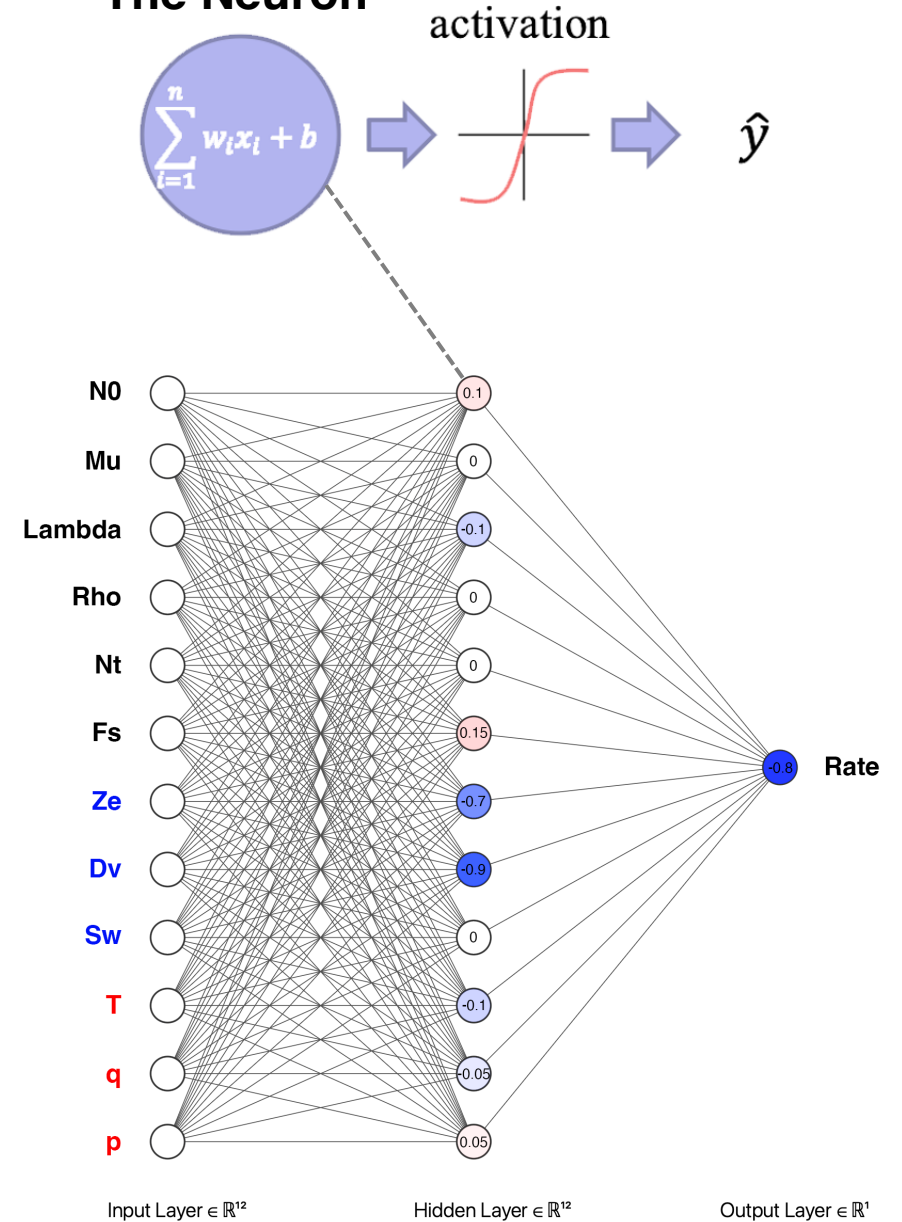 The Neuron
activation
n
∑ wᵢxᵢ + b
i=1
ŷ
N0
0.1
Mu
0
Lambda
-0.1
Rho
0
Nt
0
Fs
0.15
Ze
-0.7
-0.8
Rate
Dv
-0.9
Sw
0
T
-0.1
q
-0.05
p
0.05
Input Layer ∈ ℝ¹²
Hidden Layer ∈ ℝ¹²
Output Layer ∈ ℝ¹